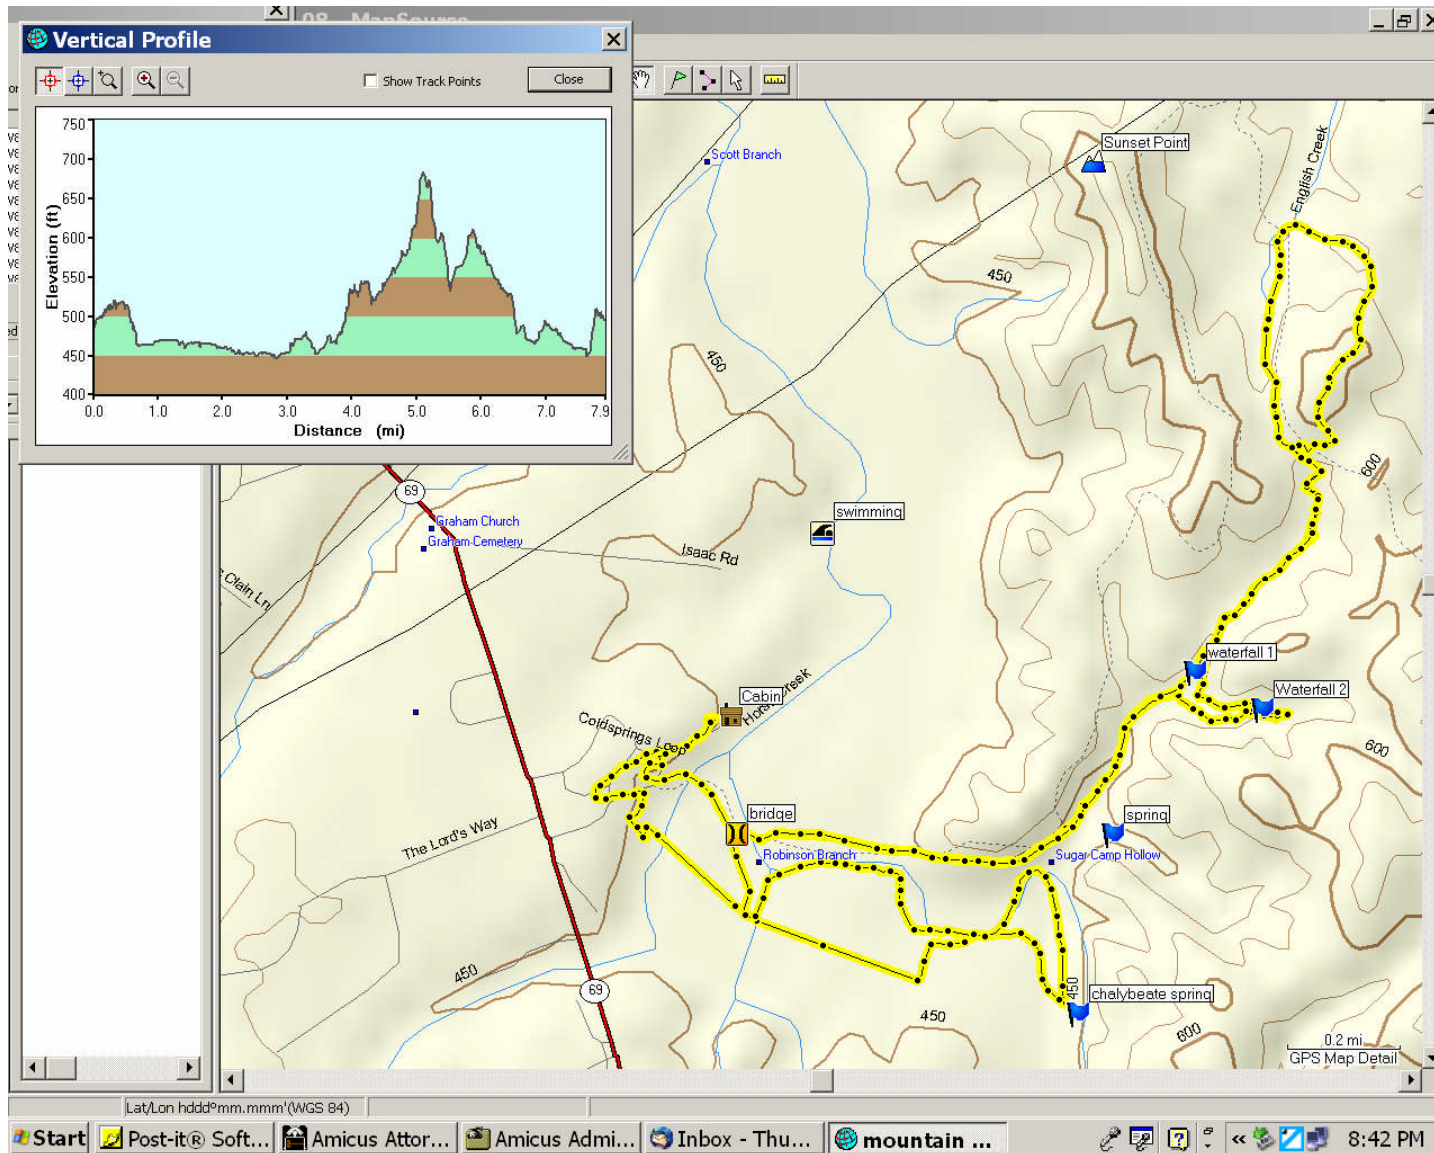 08 - MapSource
Vertical Profile
Show Track Points
Close
750
700
650
600
550
500
450
400
Elevation (ft)
0.0 1.0 2.0 3.0 4.0 5.0 6.0 7.0 7.9
Distance (mi)
Scott Branch
Sunset Point
English Creek
450
450
600
swimming
69
Graham Church
Graham Cemetery
Isaac Rd
Clain Ln
waterfall 1
Waterfall 2
Cabin
Coldsprings Loop
600
The Lord's Way
bridge
Robinson Branch
spring
Sugar Camp Hollow
450
69
450
450
chalybeate spring
600
0.2 mi
GPS Map Detail
Lat/Lon hddd°mm.mmm'(WGS 84)
Start
Post-it® Soft...
Amicus Attor...
Amicus Admi...
Inbox - Thu...
mountain ...
8:42 PM